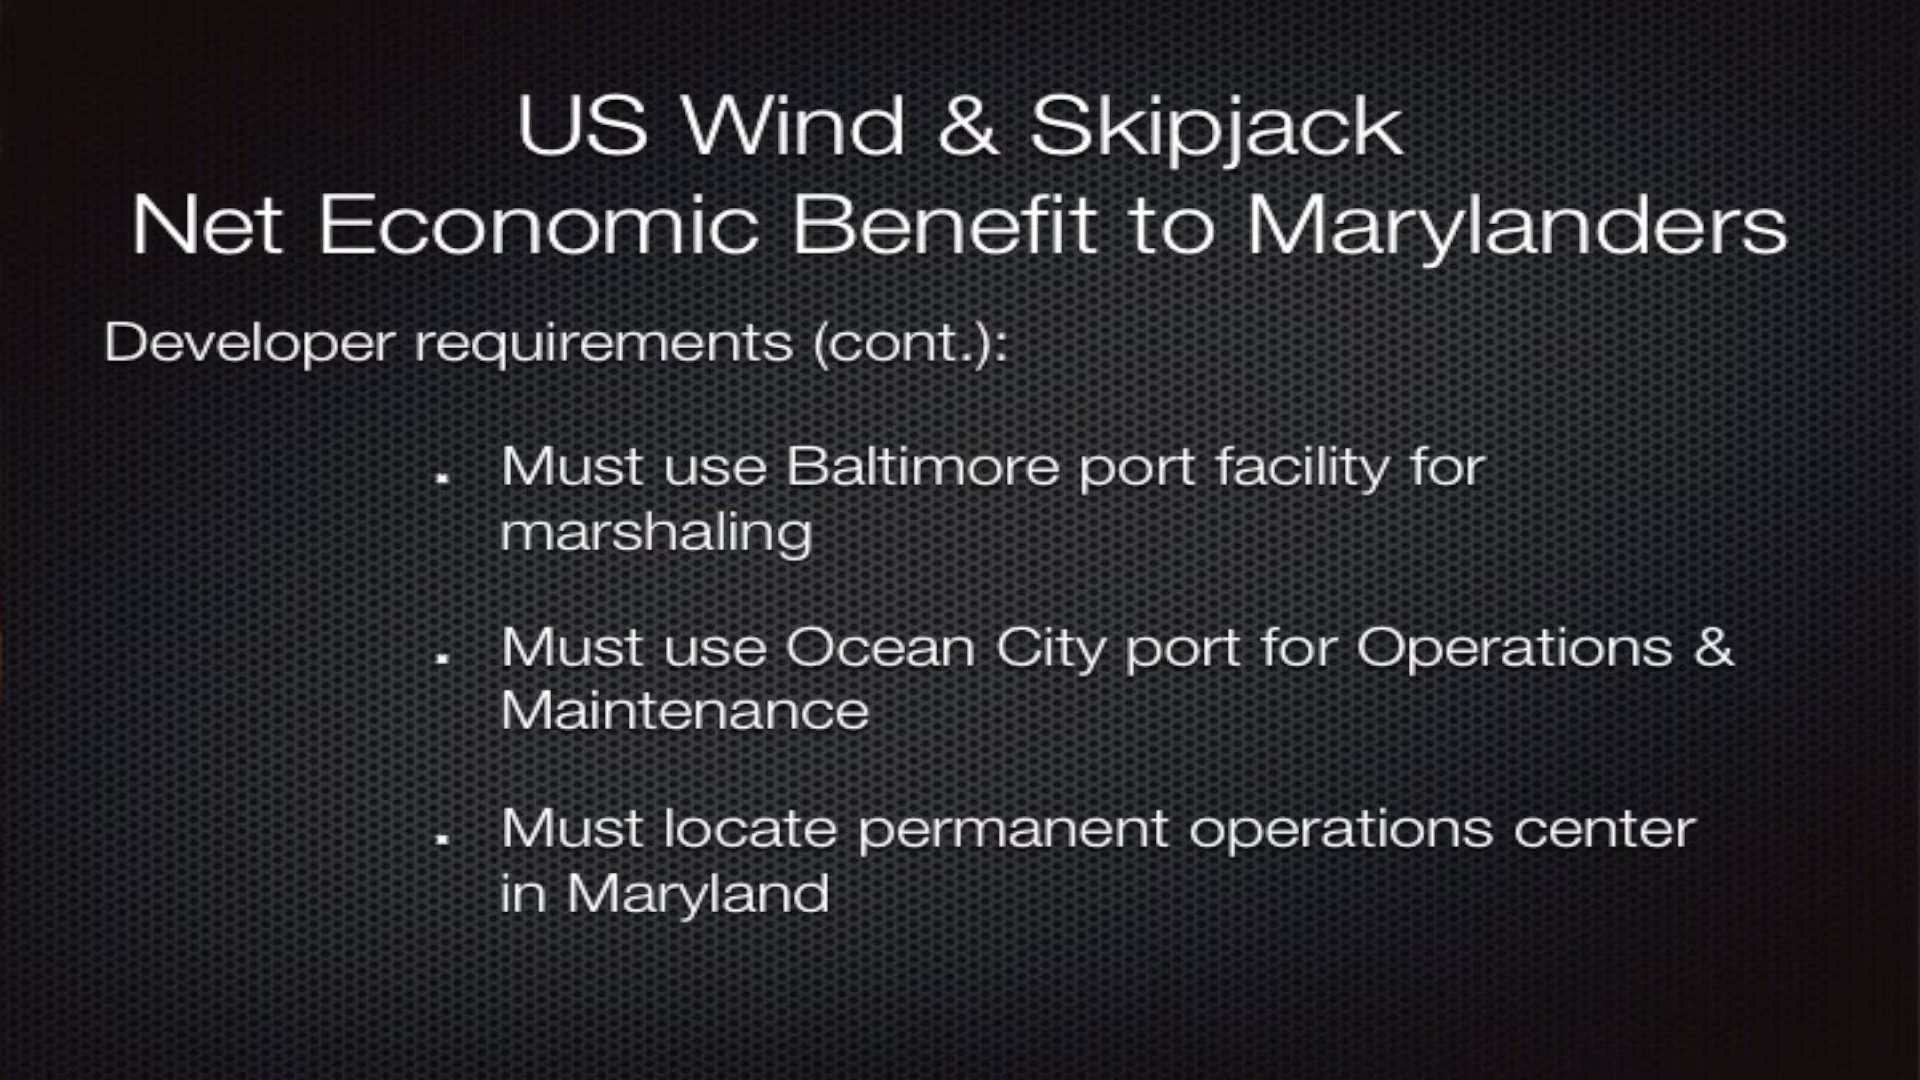 US Wind & Skipjack
Net Economic Benefit to Marylanders
Developer requirements (cont.):
▪ Must use Baltimore port facility for
marshaling
▪ Must use Ocean City port for Operations &
Maintenance
▪ Must locate permanent operations center
in Maryland